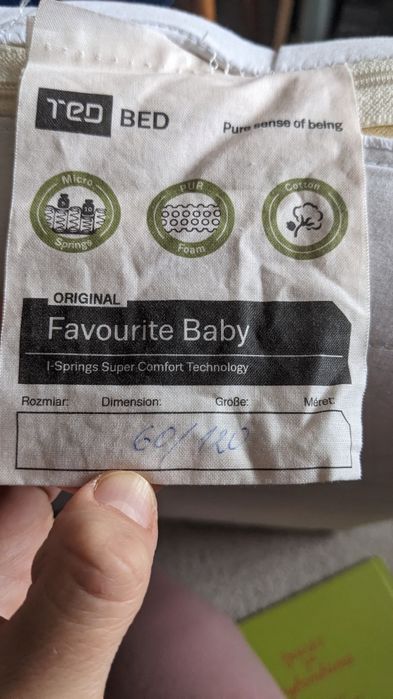 TED BED
Pure sense of being
Micro Springs
PUR Foam
Cotton
ORIGINAL
Favourite Baby
I-Springs Super Comfort Technology
Rozmiar: Dimension: Größe: Méret:
60/120